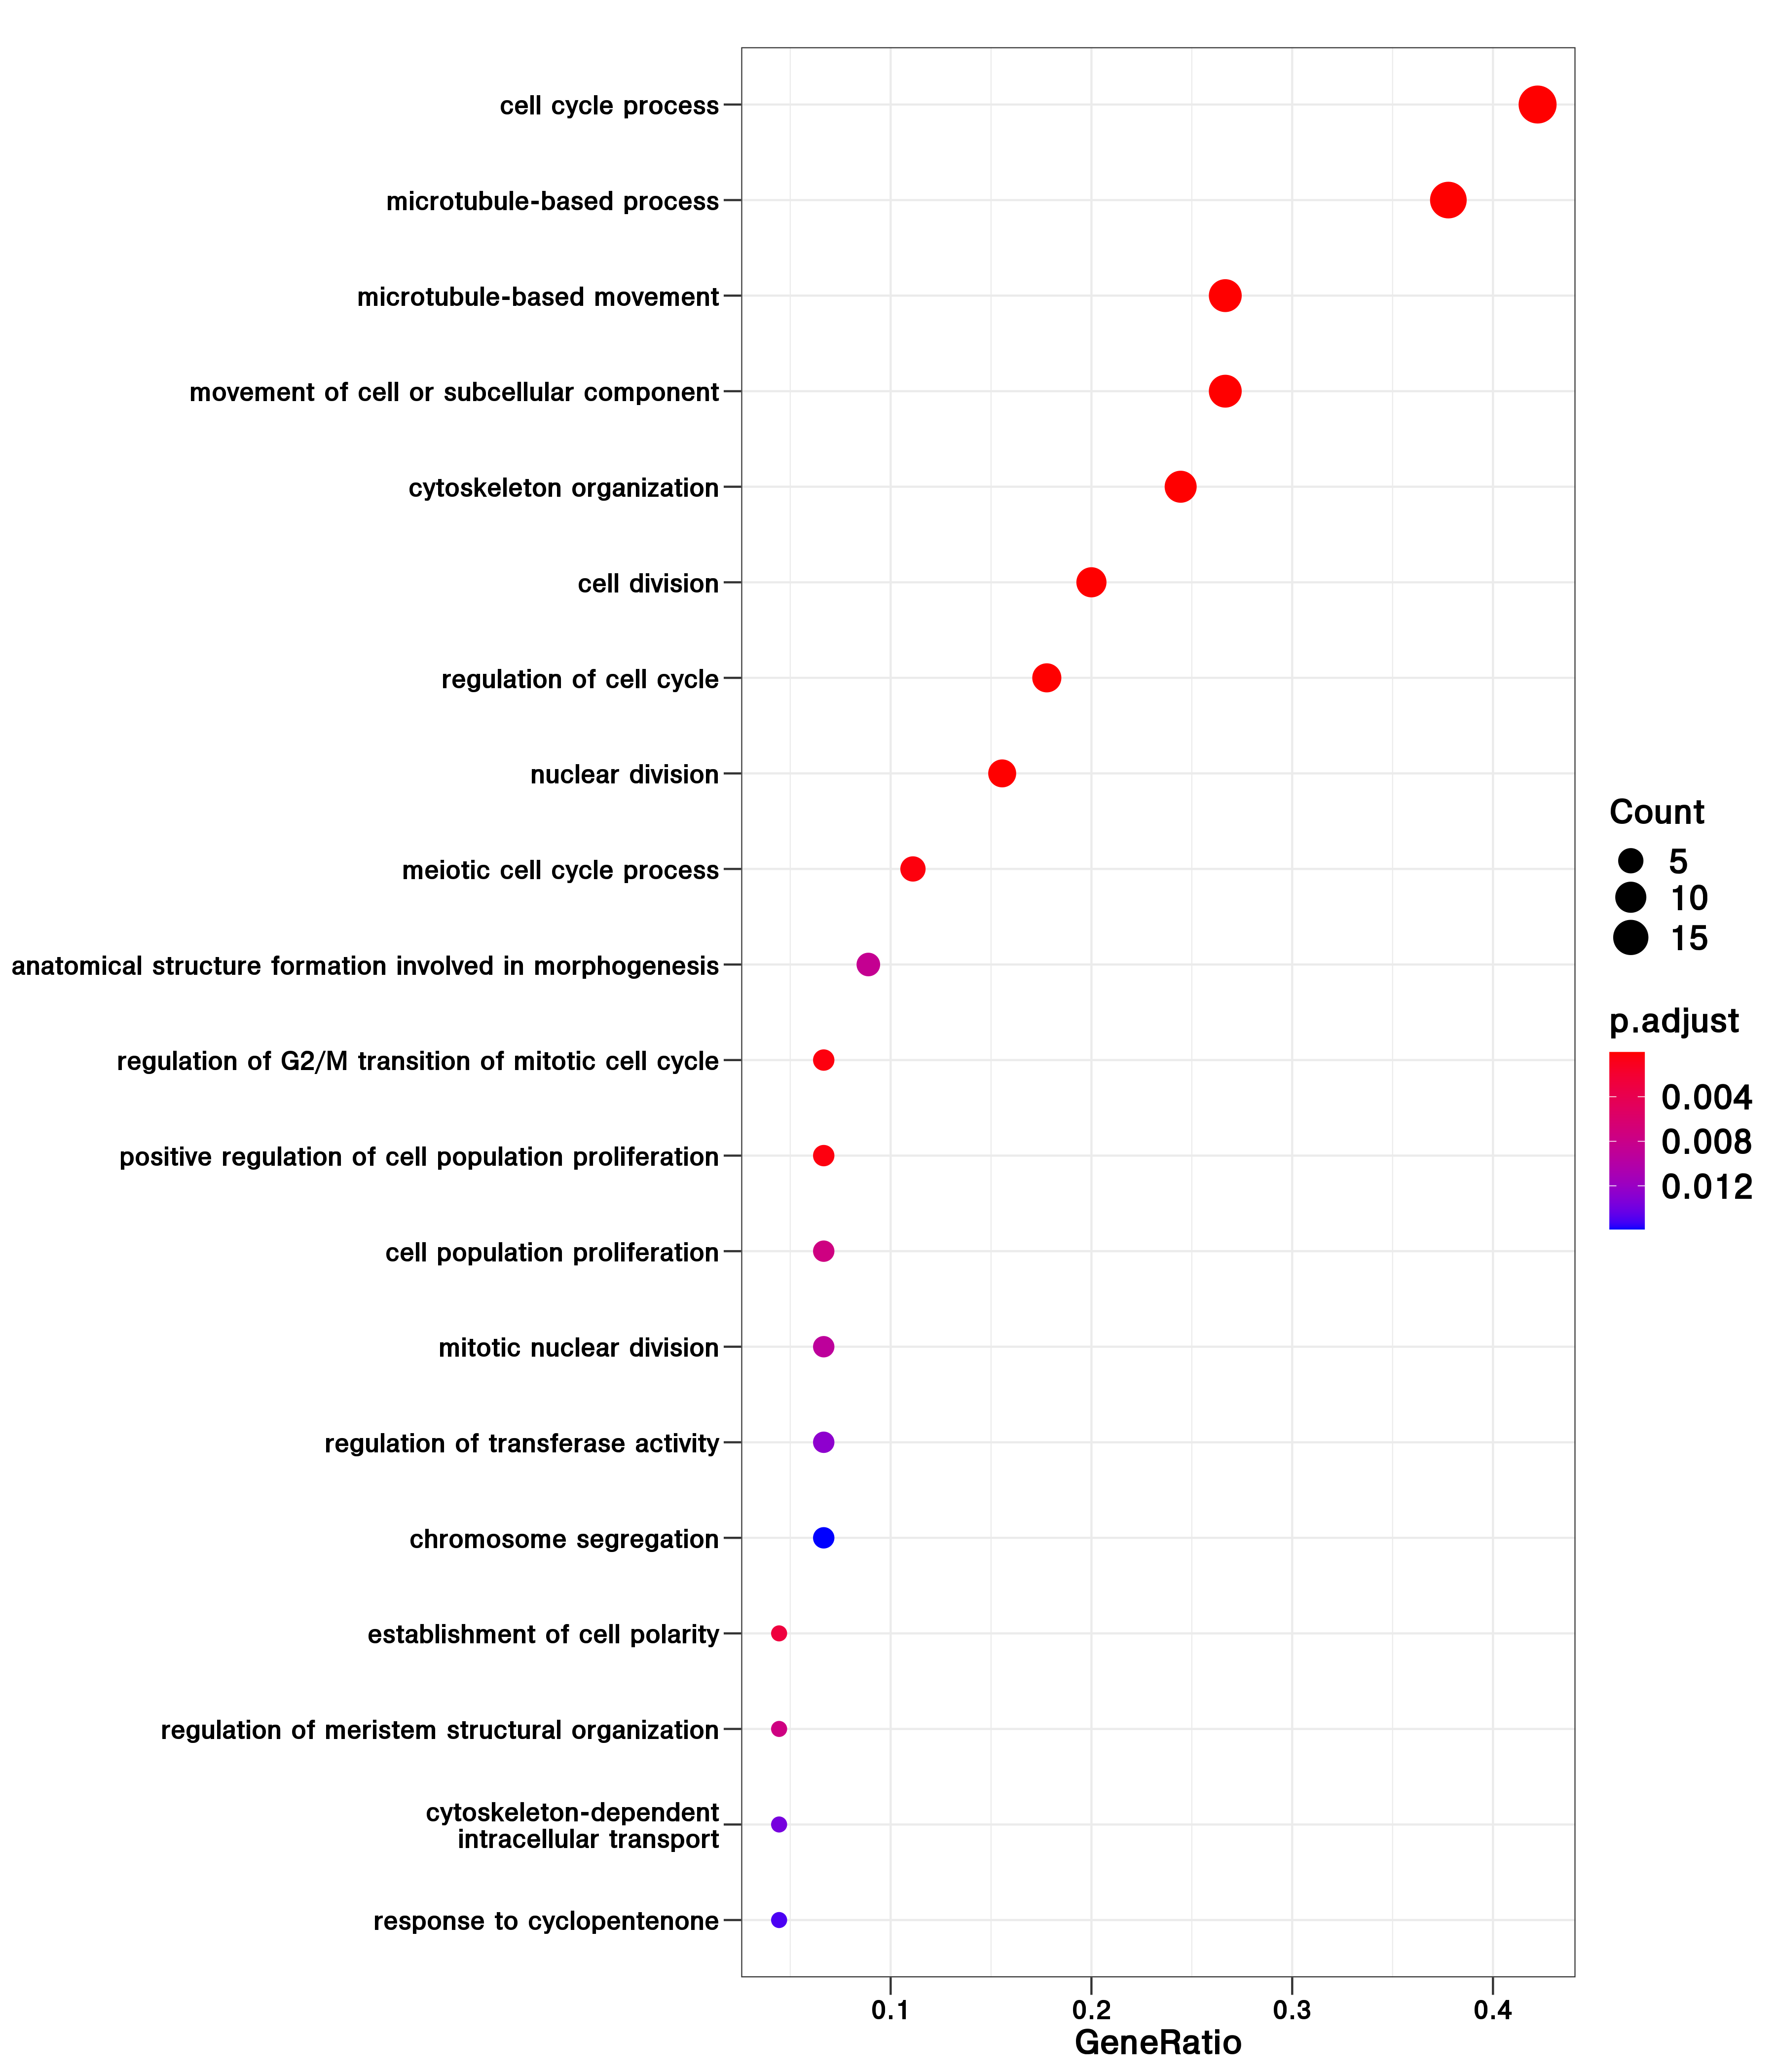 cell cycle process
microtubule-based process
microtubule-based movement
movement of cell or subcellular component
cytoskeleton organization
cell division
regulation of cell cycle
nuclear division
meiotic cell cycle process
anatomical structure formation involved in morphogenesis
regulation of G2/M transition of mitotic cell cycle
positive regulation of cell population proliferation
cell population proliferation
mitotic nuclear division
regulation of transferase activity
chromosome segregation
establishment of cell polarity
regulation of meristem structural organization
cytoskeleton-dependent
intracellular transport
response to cyclopentenone
0.1 0.2 0.3 0.4
GeneRatio
Count
5
10
15
p.adjust
0.004
0.008
0.012